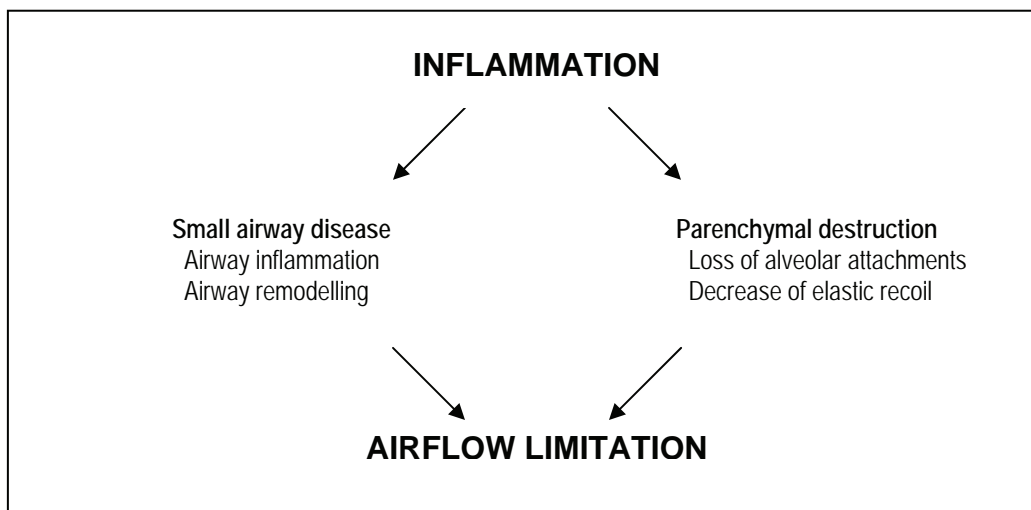 INFLAMMATION
Small airway disease
Airway inflammation
Airway remodelling
Parenchymal destruction
Loss of alveolar attachments
Decrease of elastic recoil
AIRFLOW LIMITATION